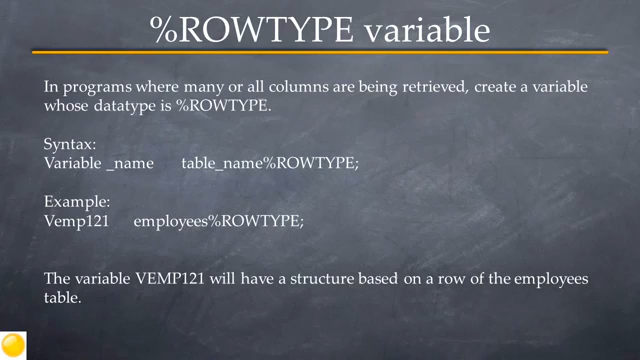 %ROWTYPE variable
In programs where many or all columns are being retrieved, create a variable
whose datatype is %ROWTYPE.
Syntax:
Variable _name table_name%ROWTYPE;
Example:
Vemp121 employees%ROWTYPE;
The variable VEMP121 will have a structure based on a row of the employees
table.